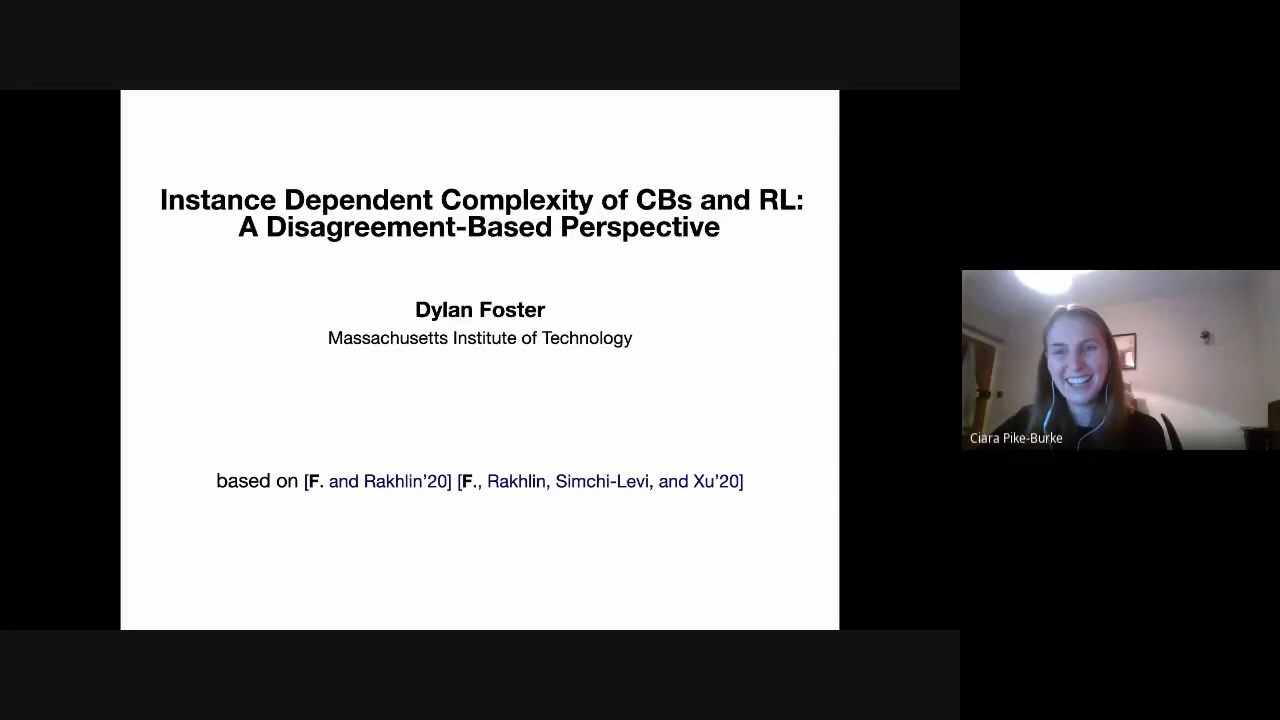 Instance Dependent Complexity of CBs and RL:
A Disagreement-Based Perspective
Dylan Foster
Massachusetts Institute of Technology
based on [F. and Rakhlin’20] [F., Rakhlin, Simchi-Levi, and Xu’20]
Ciara Pike-Burke